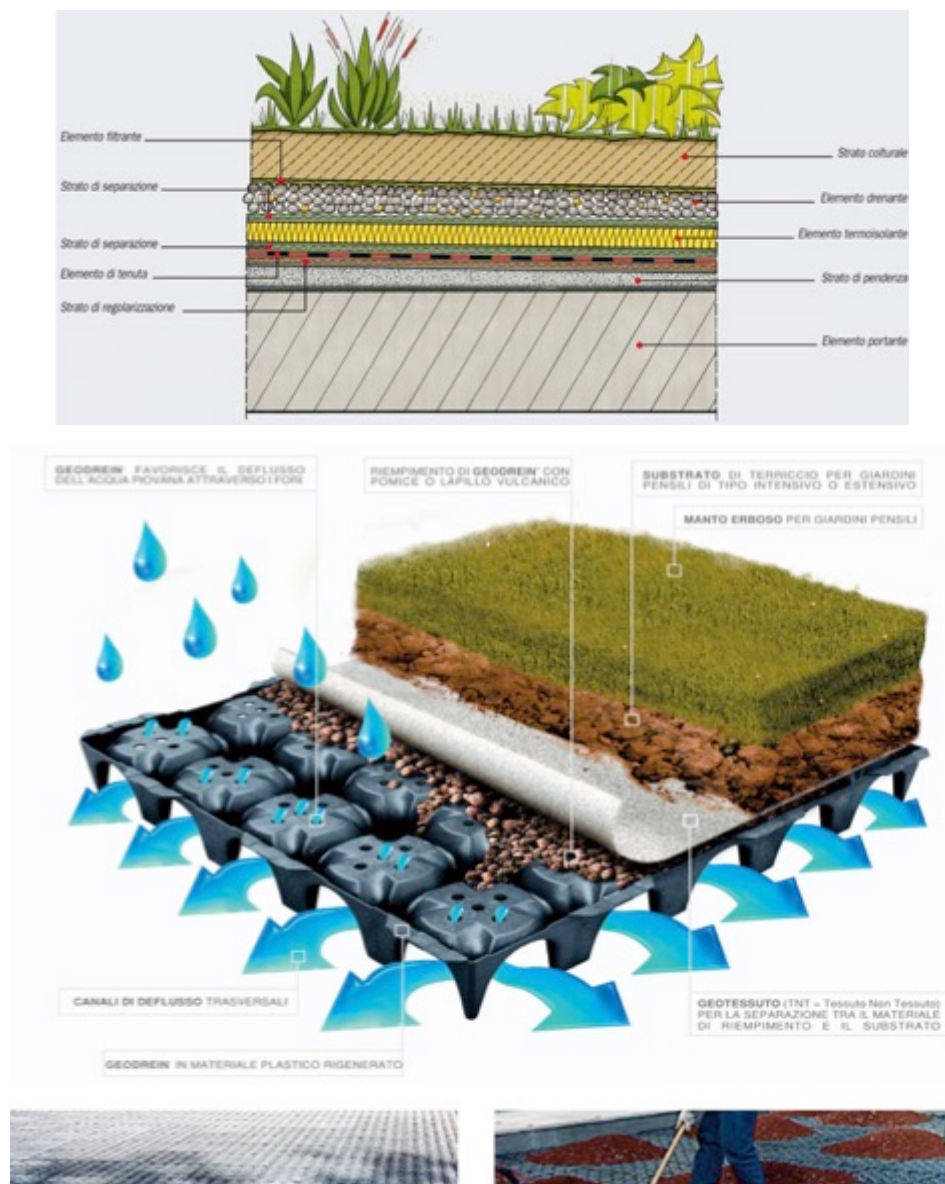 Elemento filtrante
Strato di separazione
Strato di separazione
Elemento di tenuta
Strato di regolarizzazione
Strato colturale
Elemento drenante
Elemento termoisolante
Strato di pendenza
Elemento portante
GEODREIN FAVORISCE IL DEFLUSSO
DELL'ACQUA PIOVANA ATTRAVERSO I FORI
RIEMPIMENTO DI GEODREIN® CON
POMICE O LAPILLO VULCANICO
SUBSTRATO DI TERRICCIO PER GIARDINI
PENSILI DI TIPO INTENSIVO O ESTENSIVO
MANTO ERBOSO PER GIARDINI PENSILI
CANALI DI DEFLUSSO TRASVERSALI
GEODREIN IN MATERIALE PLASTICO RIGENERATO
GEOTESSUTO (TNT = Tessuto Non Tessuto)
PER LA SEPARAZIONE TRA IL MATERIALE
DI RIEMPIMENTO E IL SUBSTRATO